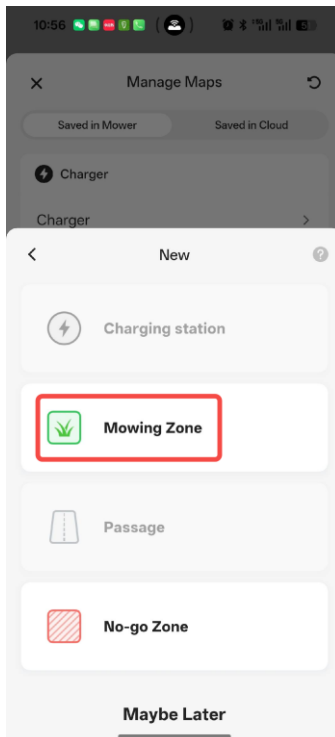 10:56
Manage Maps
Saved in Mower Saved in Cloud
Charger
Charger
New
Charging station
Mowing Zone
Passage
No-go Zone
Maybe Later